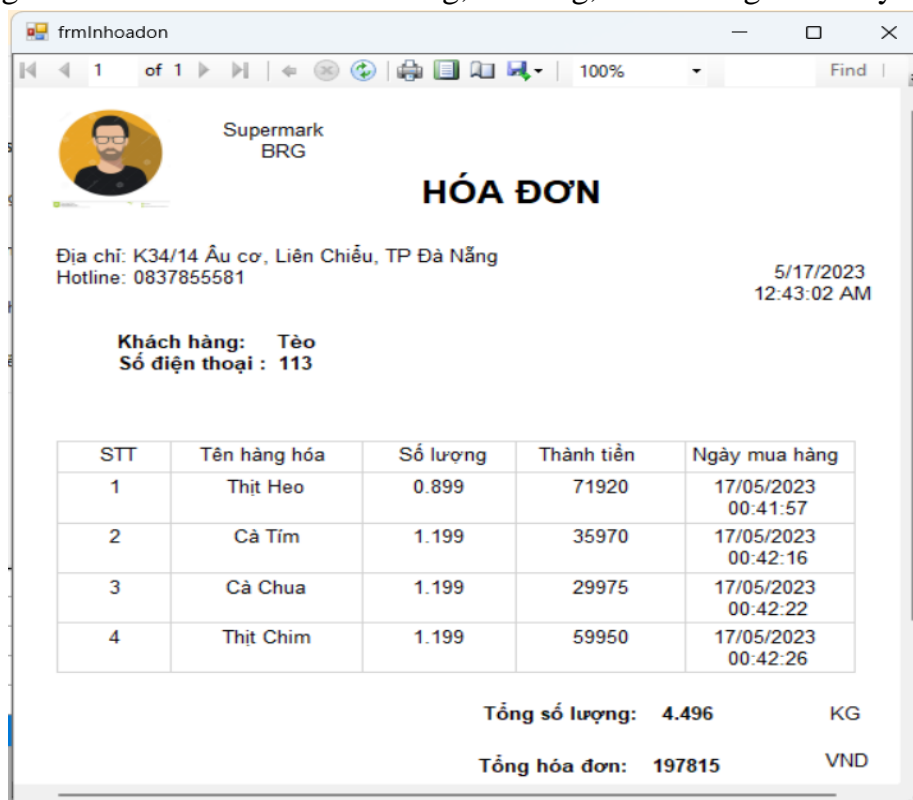 frmInhoadon
1 of 1 100% Find
Supermark
BRG
HÓA ĐƠN
Địa chỉ: K34/14 Âu cơ, Liên Chiểu, TP Đà Nẵng
Hotline: 0837855581
5/17/2023
12:43:02 AM
Khách hàng: Tèo
Số điện thoại : 113
STT Tên hàng hóa Số lượng Thành tiền Ngày mua hàng
1 Thịt Heo 0.899 71920 17/05/2023
00:41:57
2 Cà Tím 1.199 35970 17/05/2023
00:42:16
3 Cà Chua 1.199 29975 17/05/2023
00:42:22
4 Thịt Chim 1.199 59950 17/05/2023
00:42:26
Tổng số lượng: 4.496 KG
Tổng hóa đơn: 197815 VND